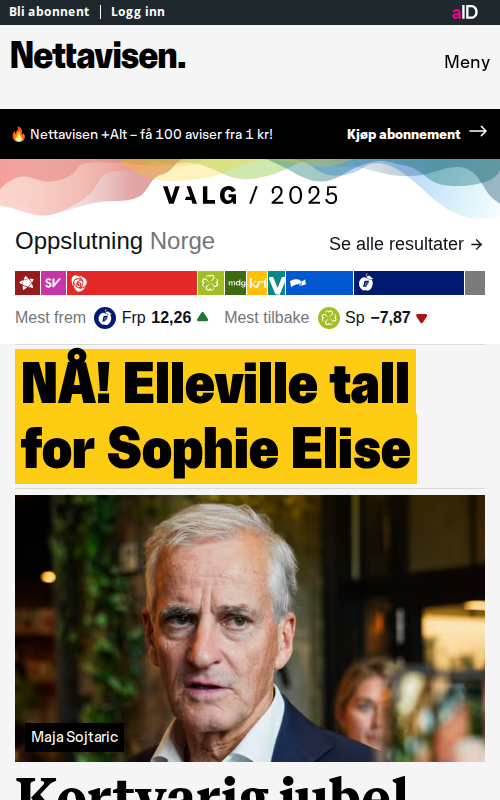 Bli abonnent | Logg inn
aID
Nettavisen.
Meny
🔥 Nettavisen +Alt – få 100 aviser fra 1 kr!
Kjøp abonnement →
VALG / 2025
Oppslutning Norge
Se alle resultater →
SV
mdg
krf
V
Mest frem Frp 12,26 ▲ Mest tilbake Sp −7,87 ▼
NÅ! Elleville tall
for Sophie Elise
Maja Sojtaric
Kortvarig jubel